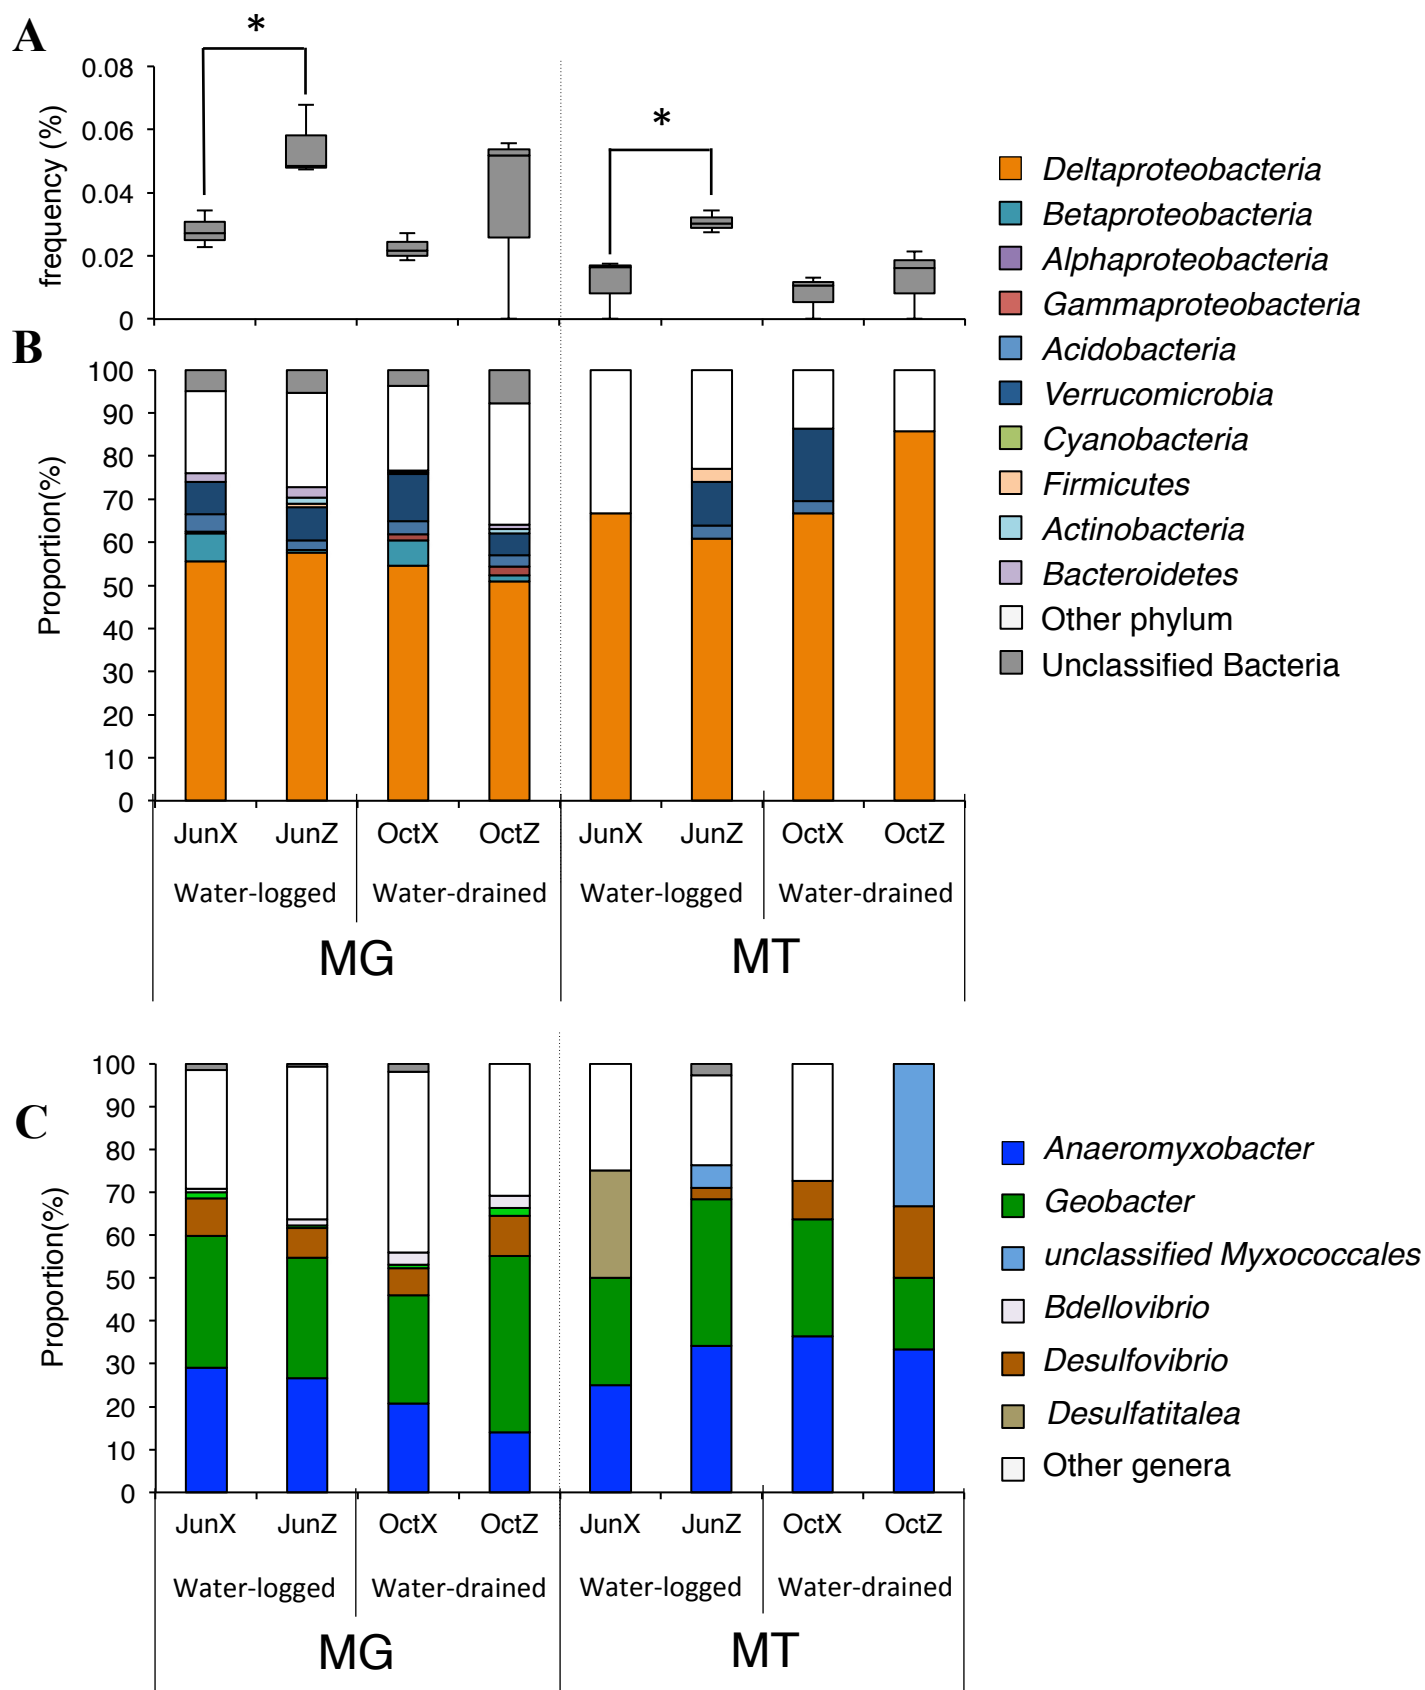 A
*
*
0.08
0.06
0.04
0.02
0
frequency (%)
Deltaproteobacteria
Betaproteobacteria
Alphaproteobacteria
Gammaproteobacteria
Acidobacteria
Verrucomicrobia
Cyanobacteria
Firmicutes
Actinobacteria
Bacteroidetes
Other phylum
Unclassified Bacteria
B
100
90
80
70
60
50
40
30
20
10
0
Proportion(%)
JunX JunZ OctX OctZ JunX JunZ OctX OctZ
Water-logged Water-drained Water-logged Water-drained
MG MT
C
100
90
80
70
60
50
40
30
20
10
0
Proportion(%)
Anaeromyxobacter
Geobacter
unclassified Myxococcales
Bdellovibrio
Desulfovibrio
Desulfatitalea
Other genera
JunX JunZ OctX OctZ JunX JunZ OctX OctZ
Water-logged Water-drained Water-logged Water-drained
MG MT